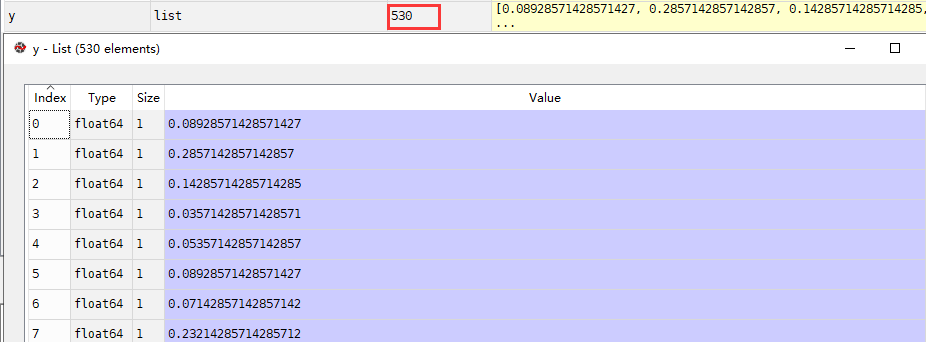 y list 530 [0.08928571428571427, 0.2857142857142857, 0.14285714285714285,
...
y - List (530 elements)
Index Type Size Value
0 float64 1 0.08928571428571427
1 float64 1 0.2857142857142857
2 float64 1 0.14285714285714285
3 float64 1 0.03571428571428571
4 float64 1 0.05357142857142857
5 float64 1 0.08928571428571427
6 float64 1 0.07142857142857142
7 float64 1 0.23214285714285712